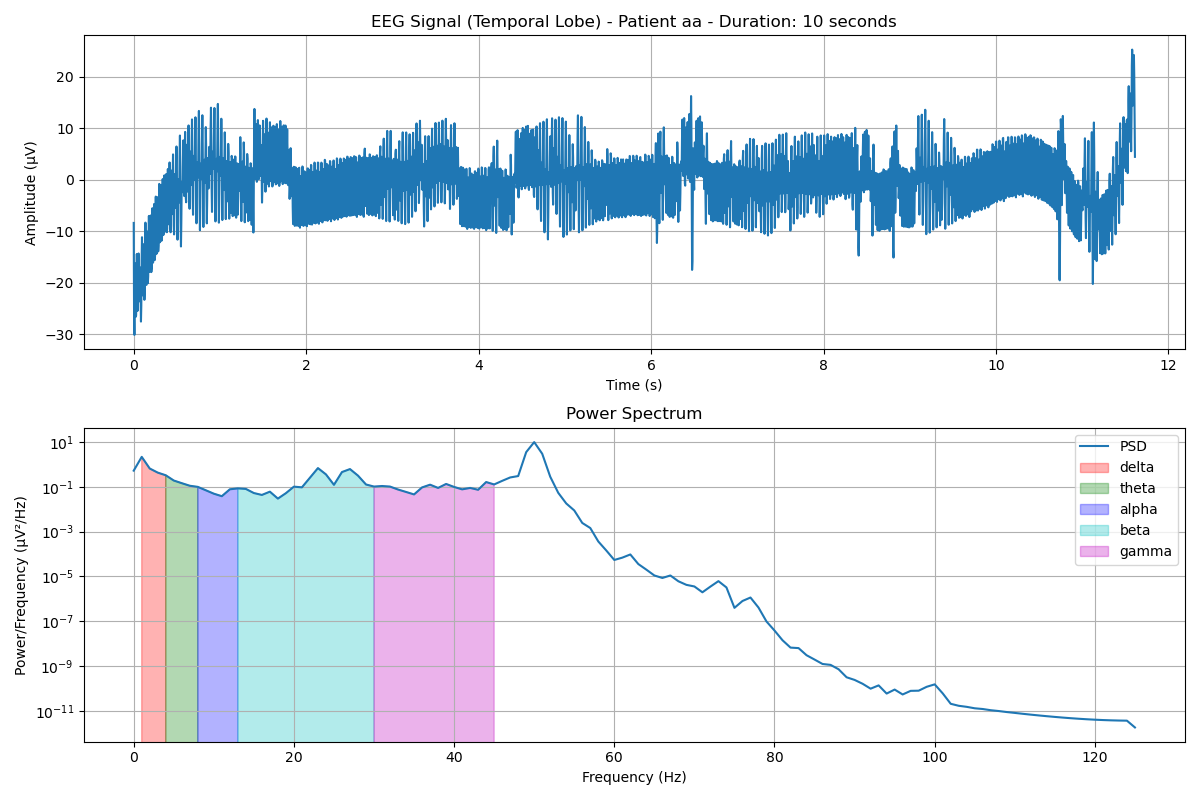 EEG Signal (Temporal Lobe) - Patient aa - Duration: 10 seconds
Amplitude (µV)
20
10
0
−10
−20
−30
0 2 4 6 8 10 12
Time (s)
Power Spectrum
Power/Frequency (µV²/Hz)
10¹
10⁻¹
10⁻³
10⁻⁵
10⁻⁷
10⁻⁹
10⁻¹¹
PSD
delta
theta
alpha
beta
gamma
0 20 40 60 80 100 120
Frequency (Hz)